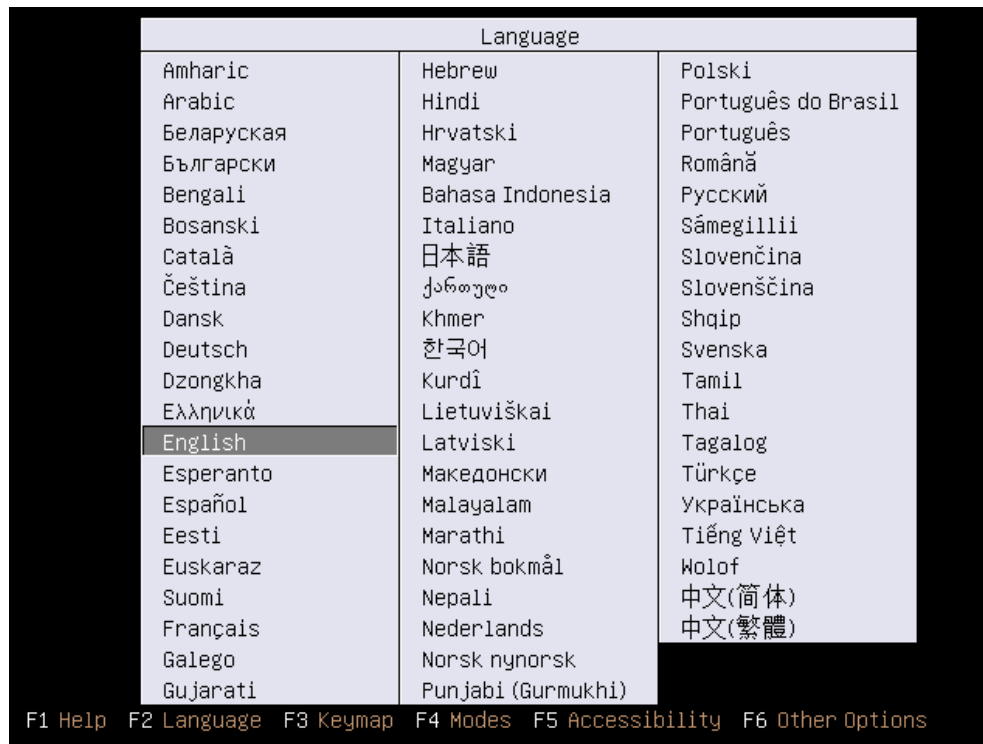 Language
Amharic
Arabic
Беларуская
Български
Bengali
Bosanski
Català
Čeština
Dansk
Deutsch
Dzongkha
Ελληνικά
English
Esperanto
Español
Eesti
Euskaraz
Suomi
Français
Galego
Gujarati
Hebrew
Hindi
Hrvatski
Magyar
Bahasa Indonesia
Italiano
日本語
ქართული
Khmer
한국어
Kurdî
Lietuviškai
Latviski
Македонски
Malayalam
Marathi
Norsk bokmål
Nepali
Nederlands
Norsk nynorsk
Punjabi (Gurmukhi)
Polski
Português do Brasil
Português
Română
Русский
Sámegillii
Slovenčina
Slovenščina
Shqip
Svenska
Tamil
Thai
Tagalog
Türkçe
Українська
Tiếng Việt
Wolof
中文(简体)
中文(繁體)
F1 Help F2 Language F3 Keymap F4 Modes F5 Accessibility F6 Other Options